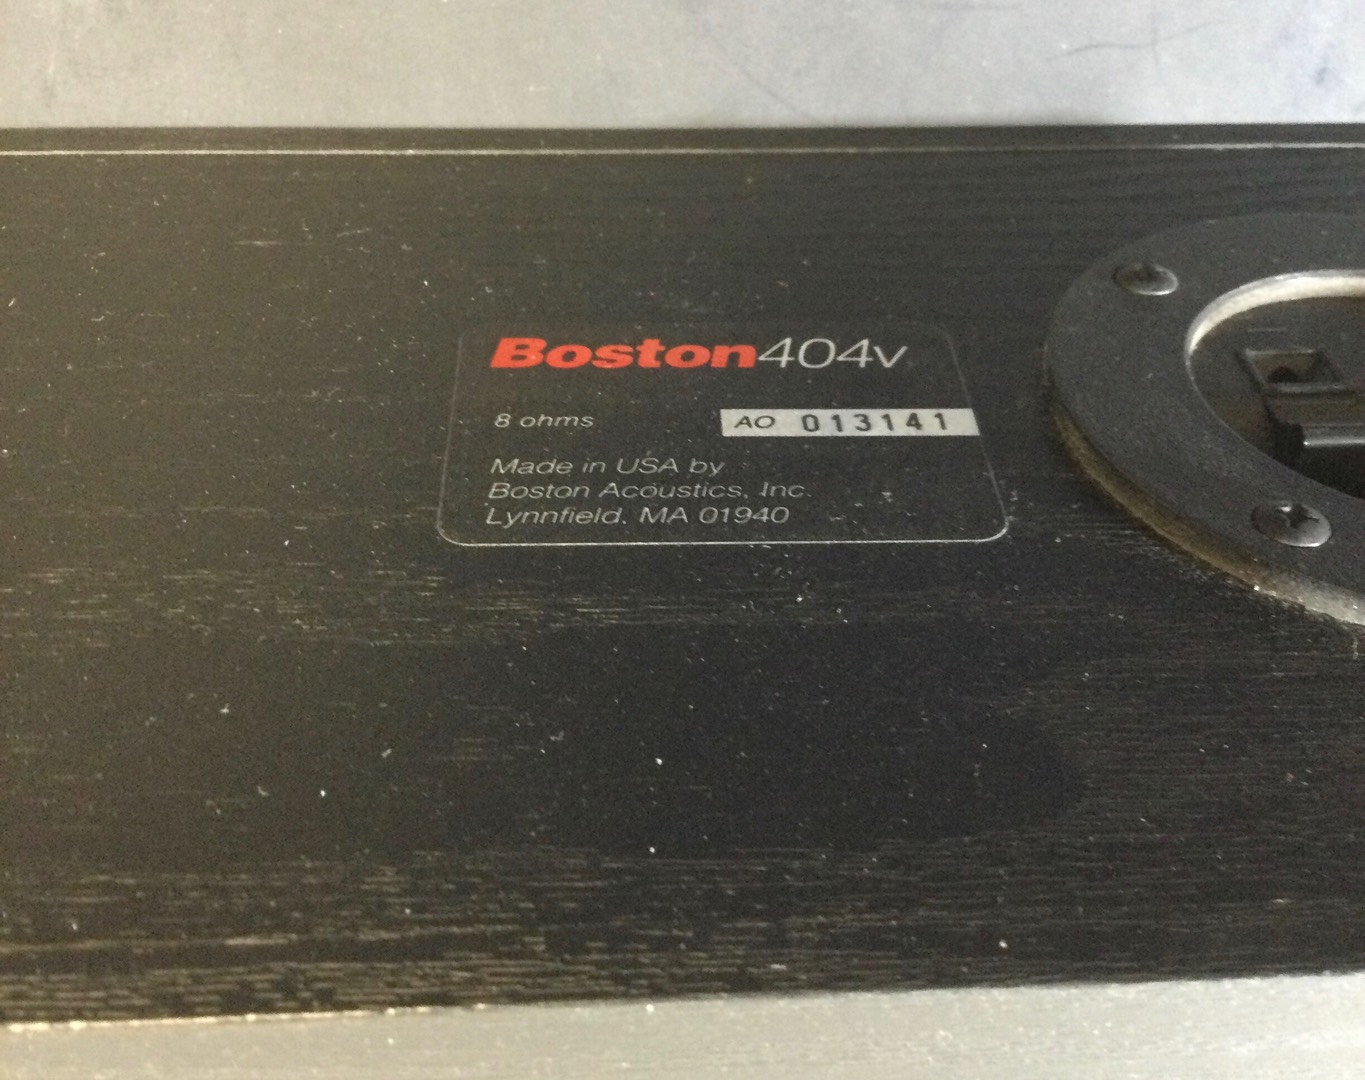 Boston404v
8 ohms AO 013141
Made in USA by
Boston Acoustics, Inc.
Lynnfield, MA 01940